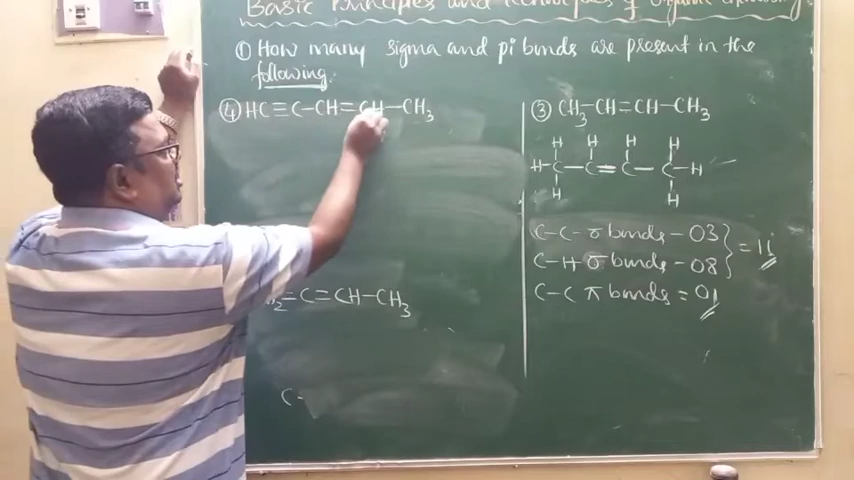 Basic Principles and Techniques of Organic Chemistry
① How many sigma and pi bonds are present in the
following.
④ HC≡C-CH=CH-CH₃
=C=CH-CH₃
C-
③ CH₃-CH=CH-CH₃
H H H H
H-C-C=C-C-H
H H
C-C-σ bonds-03
C-H σ bonds-08 } = 11
C-C π bonds = 01